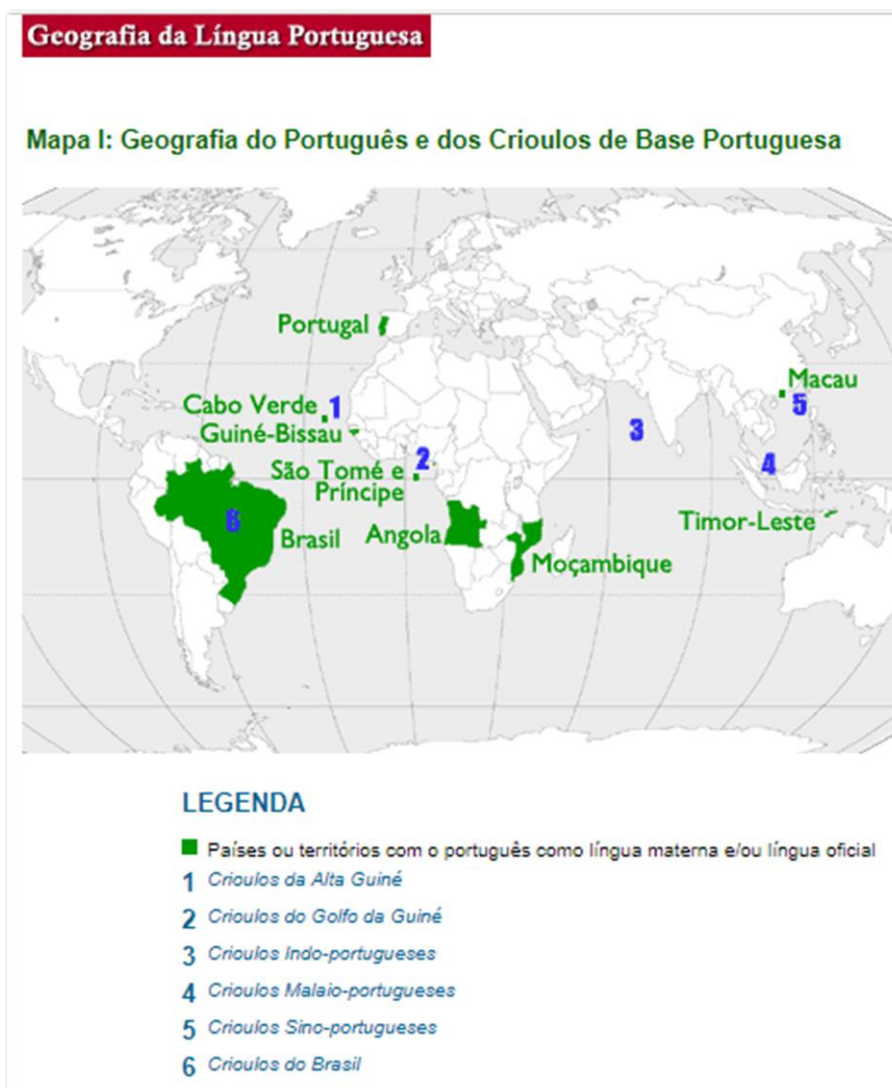 Geografia da Língua Portuguesa
Mapa I: Geografia do Português e dos Crioulos de Base Portuguesa
Portugal
Macau
5
Cabo Verde
1
3
Guiné-Bissau
2
4
São Tomé e
Príncipe
6
Brasil
Angola
Timor-Leste
Moçambique
LEGENDA
Países ou territórios com o português como língua materna e/ou língua oficial
1 Crioulos da Alta Guiné
2 Crioulos do Golfo da Guiné
3 Crioulos Indo-portugueses
4 Crioulos Malaio-portugueses
5 Crioulos Sino-portugueses
6 Crioulos do Brasil